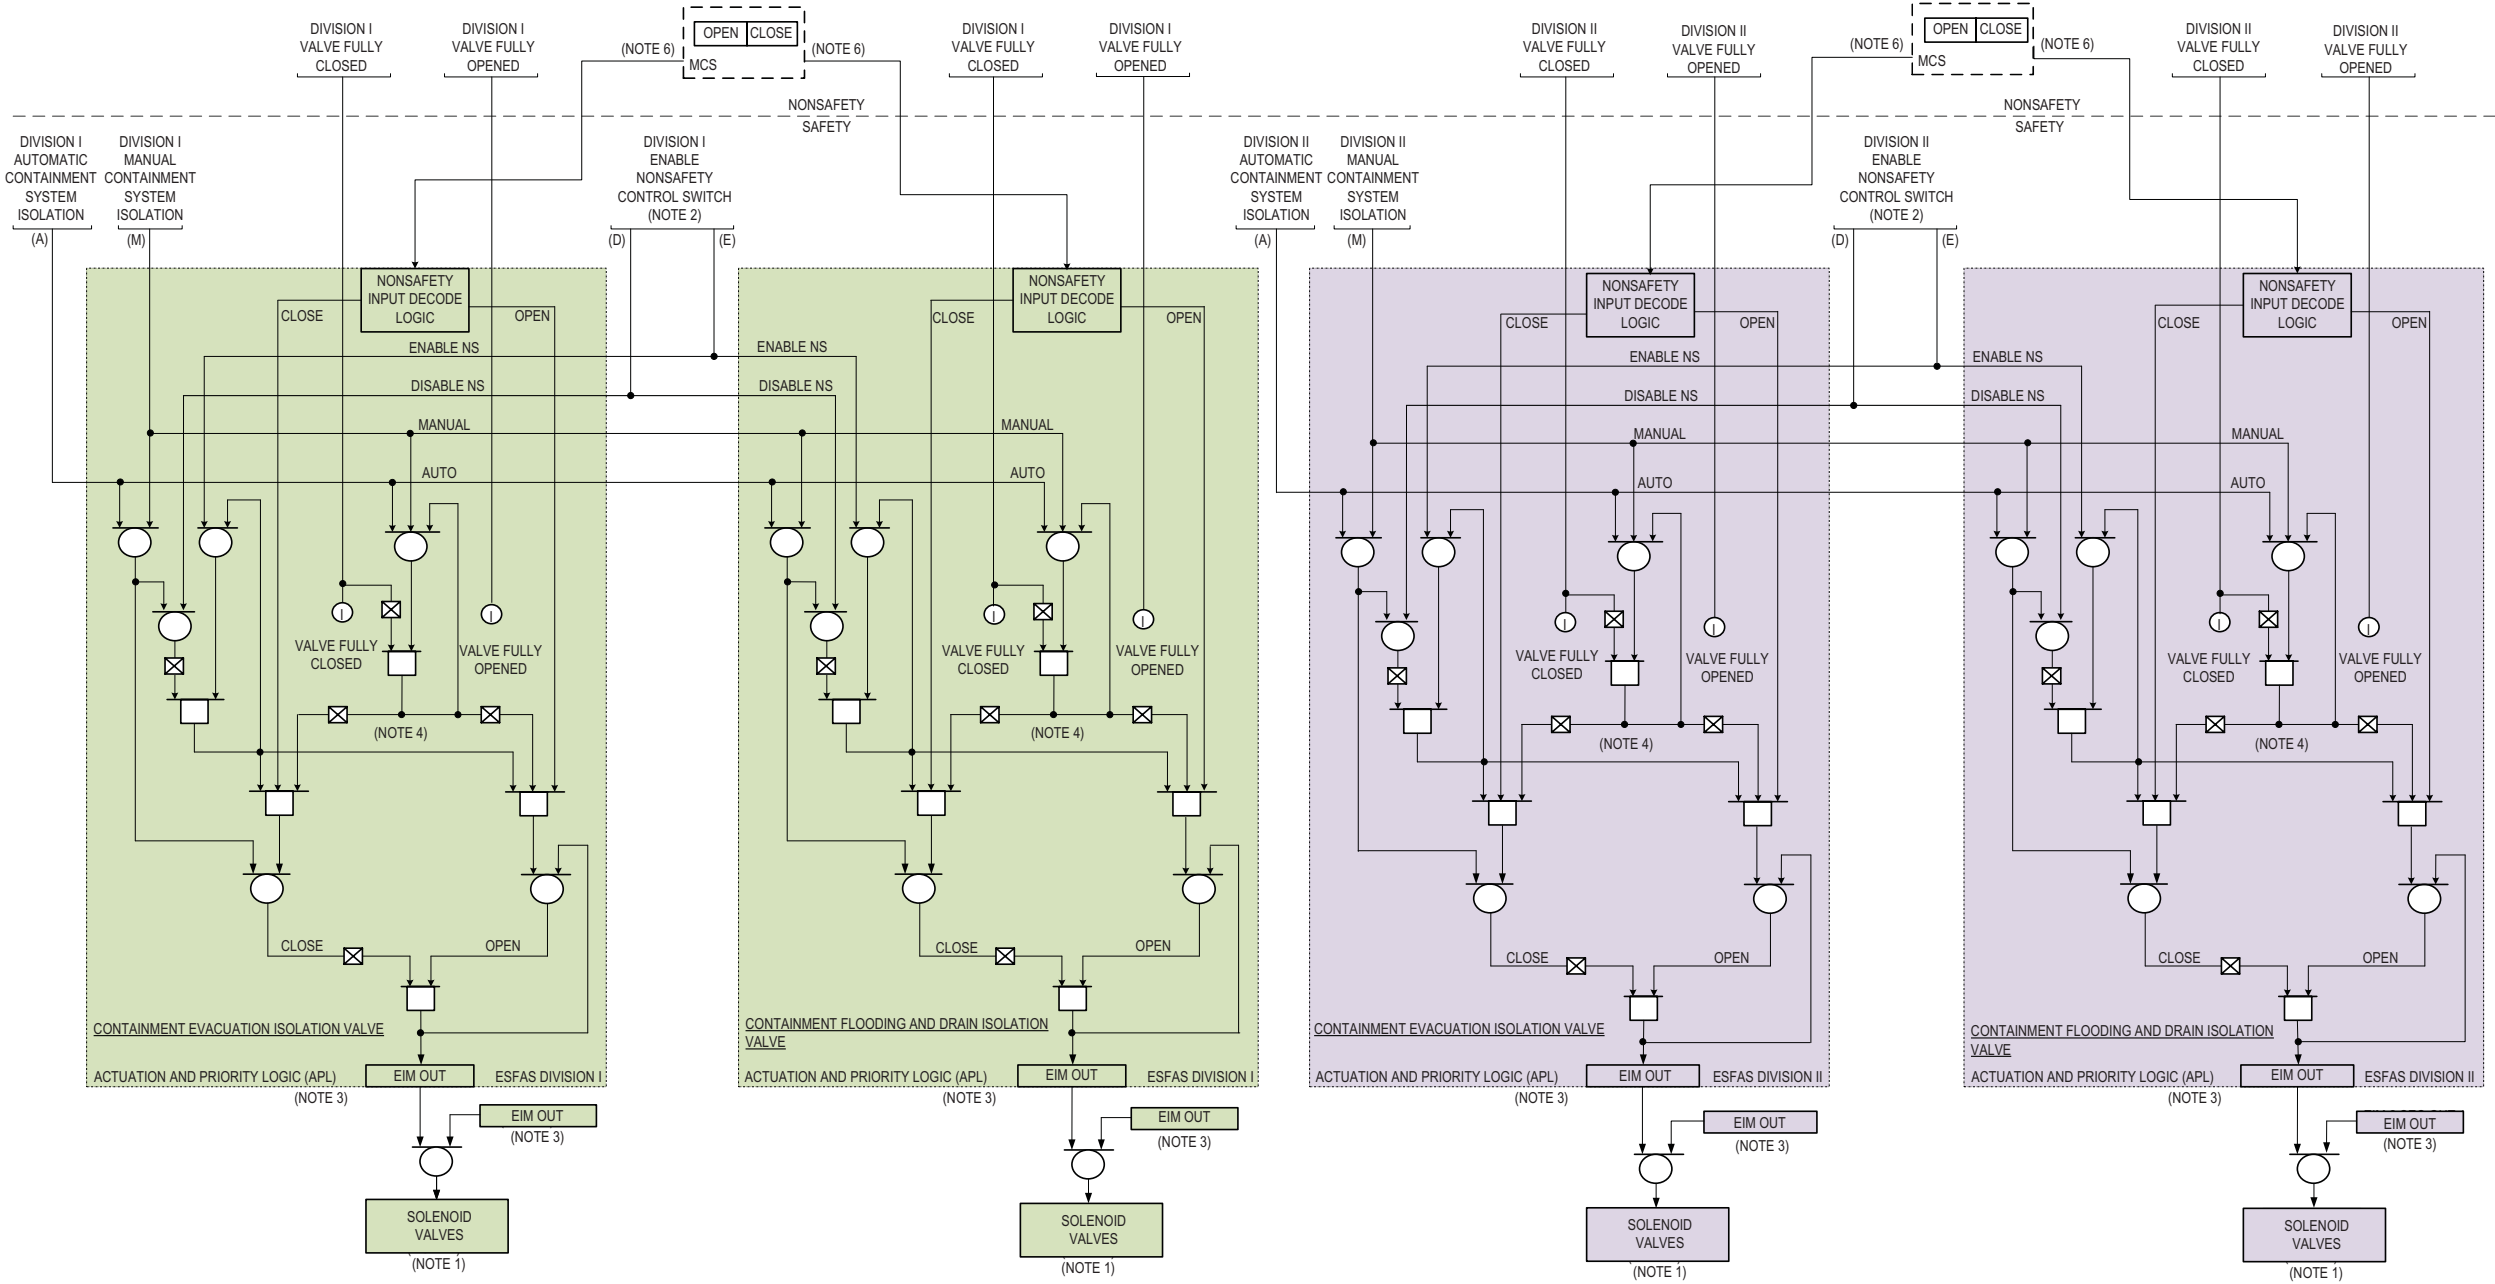 DIVISION I
VALVE FULLY
CLOSED
DIVISION I
VALVE FULLY
OPENED
(NOTE 6)
OPEN
CLOSE
MCS
(NOTE 6)
DIVISION I
VALVE FULLY
CLOSED
DIVISION I
VALVE FULLY
OPENED
DIVISION II
VALVE FULLY
CLOSED
DIVISION II
VALVE FULLY
OPENED
(NOTE 6)
OPEN
CLOSE
MCS
(NOTE 6)
DIVISION II
VALVE FULLY
CLOSED
DIVISION II
VALVE FULLY
OPENED
NONSAFETY
SAFETY
NONSAFETY
SAFETY
DIVISION I
AUTOMATIC
CONTAINMENT
SYSTEM
ISOLATION
(A)
DIVISION I
MANUAL
CONTAINMENT
SYSTEM
ISOLATION
(M)
DIVISION I
ENABLE
NONSAFETY
CONTROL SWITCH
(NOTE 2)
(D)
(E)
DIVISION II
AUTOMATIC
CONTAINMENT
SYSTEM
ISOLATION
(A)
DIVISION II
MANUAL
CONTAINMENT
SYSTEM
ISOLATION
(M)
DIVISION II
ENABLE
NONSAFETY
CONTROL SWITCH
(NOTE 2)
(D)
(E)
NONSAFETY
INPUT DECODE
LOGIC
CLOSE
OPEN
ENABLE NS
DISABLE NS
MANUAL
AUTO
VALVE FULLY
CLOSED
VALVE FULLY
OPENED
(NOTE 4)
CLOSE
OPEN
CONTAINMENT EVACUATION ISOLATION VALVE
ACTUATION AND PRIORITY LOGIC (APL)
EIM OUT
ESFAS DIVISION I
(NOTE 3)
EIM OUT
(NOTE 3)
SOLENOID
VALVES
(NOTE 1)
NONSAFETY
INPUT DECODE
LOGIC
CLOSE
OPEN
ENABLE NS
DISABLE NS
MANUAL
AUTO
VALVE FULLY
CLOSED
VALVE FULLY
OPENED
(NOTE 4)
CLOSE
OPEN
CONTAINMENT FLOODING AND DRAIN ISOLATION
VALVE
ACTUATION AND PRIORITY LOGIC (APL)
EIM OUT
ESFAS DIVISION I
(NOTE 3)
EIM OUT
(NOTE 3)
SOLENOID
VALVES
(NOTE 1)
NONSAFETY
INPUT DECODE
LOGIC
CLOSE
OPEN
ENABLE NS
DISABLE NS
MANUAL
AUTO
VALVE FULLY
CLOSED
VALVE FULLY
OPENED
(NOTE 4)
CLOSE
OPEN
CONTAINMENT EVACUATION ISOLATION VALVE
ACTUATION AND PRIORITY LOGIC (APL)
EIM OUT
ESFAS DIVISION II
(NOTE 3)
EIM OUT
(NOTE 3)
SOLENOID
VALVES
(NOTE 1)
NONSAFETY
INPUT DECODE
LOGIC
CLOSE
OPEN
ENABLE NS
DISABLE NS
MANUAL
AUTO
VALVE FULLY
CLOSED
VALVE FULLY
OPENED
(NOTE 4)
CLOSE
OPEN
CONTAINMENT FLOODING AND DRAIN ISOLATION
VALVE
ACTUATION AND PRIORITY LOGIC (APL)
EIM OUT
ESFAS DIVISION II
(NOTE 3)
EIM OUT
(NOTE 3)
SOLENOID
VALVES
(NOTE 1)